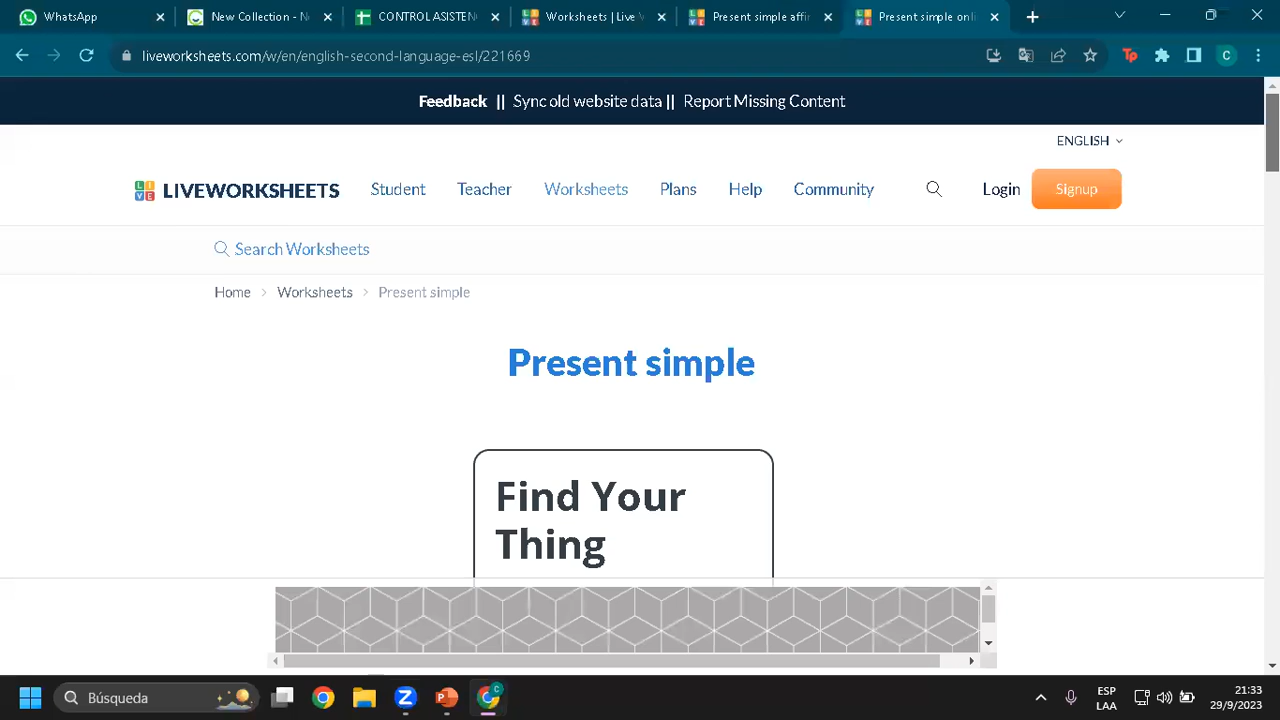 WhatsApp
New Collection - N
CONTROL ASISTEN
Worksheets | Live V
Present simple affi
Present simple onli
liveworksheets.com/w/en/english-second-language-esl/221669
Tp
C
Feedback || Sync old website data || Report Missing Content
ENGLISH
LIVE
LIVEWORKSHEETS
Student
Teacher
Worksheets
Plans
Help
Community
Login
Signup
Search Worksheets
Home > Worksheets > Present simple
Present simple
Find Your
Thing
Búsqueda
ESP
LAA
21:33
29/9/2023